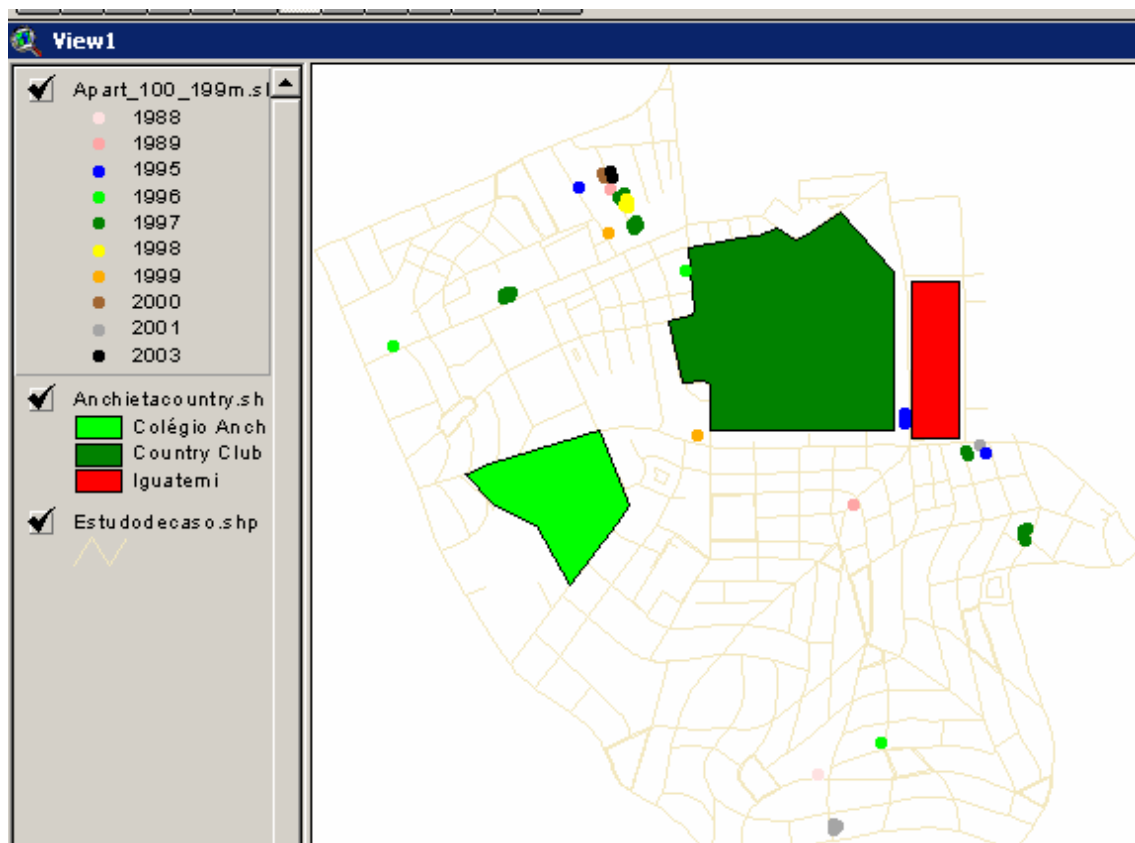 View1
Apart_100_199m.sl
1988
1989
1995
1996
1997
1998
1999
2000
2001
2003
Anchietacountry.sh
Colégio Anch
Country Club
Iguatemi
Estudodecaso.shp